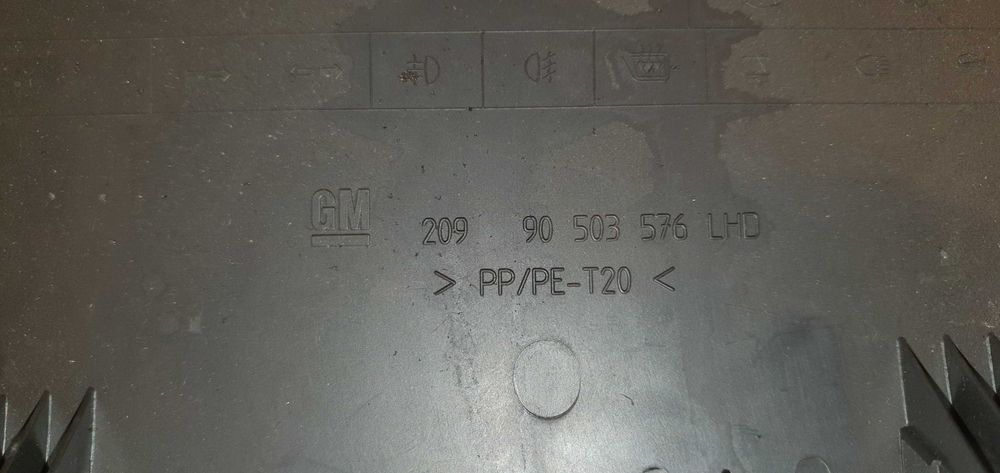 GM 209 90 503 576 LHD
> PP/PE-T20 <